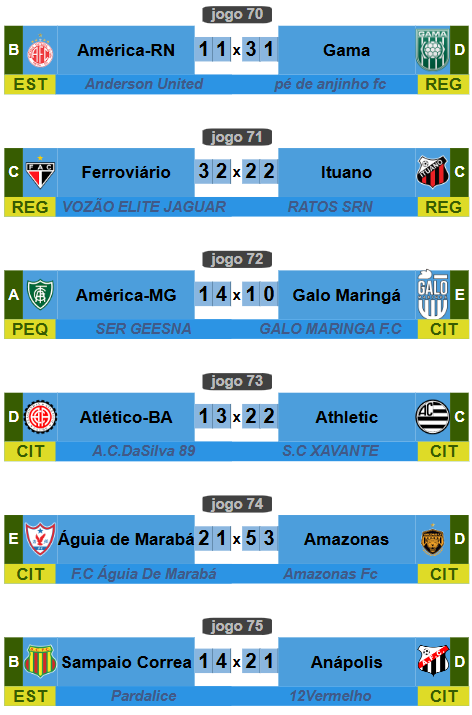 jogo 70
B América-RN 1 1 x 3 1 Gama D
EST Anderson United pé de anjinho fc REG
jogo 71
C FAC Ferroviário 3 2 x 2 2 Ituano ITUANO C
REG VOZÃO ELITE JAGUAR RATOS SRN REG
jogo 72
A América-MG 1 4 x 1 0 Galo Maringá GALO E
PEQ SER GEESNA GALO MARINGA F.C CIT
jogo 73
D Atlético-BA 1 3 x 2 2 Athletic AC C
CIT A.C.DaSilva 89 S.C XAVANTE CIT
jogo 74
E Águia de Marabá 2 1 x 5 3 Amazonas D
CIT F.C Águia De Marabá Amazonas Fc CIT
jogo 75
B Sampaio Correa 1 4 x 2 1 Anápolis D
EST Pardalice 12Vermelho CIT